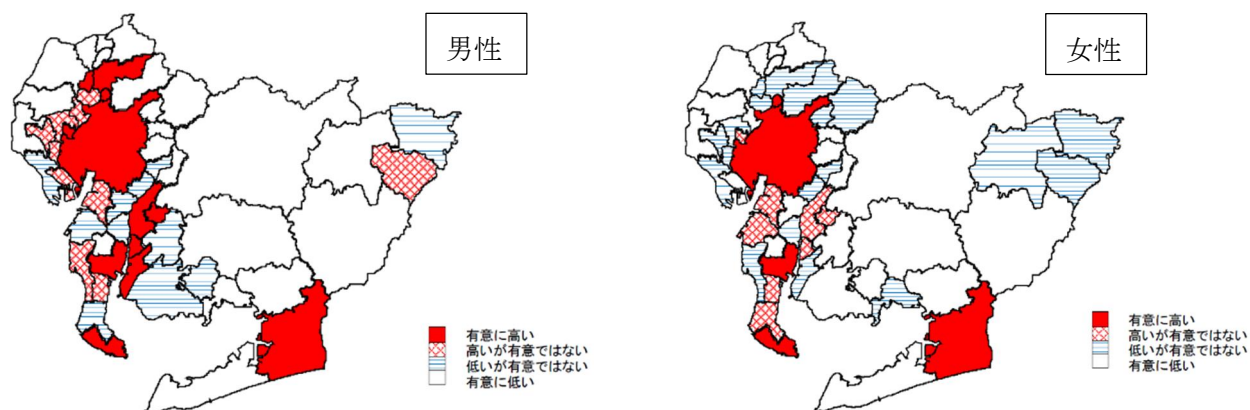 男性
有意に高い
高いが有意ではない
低いが有意ではない
有意に低い
女性
有意に高い
高いが有意ではない
低いが有意ではない
有意に低い